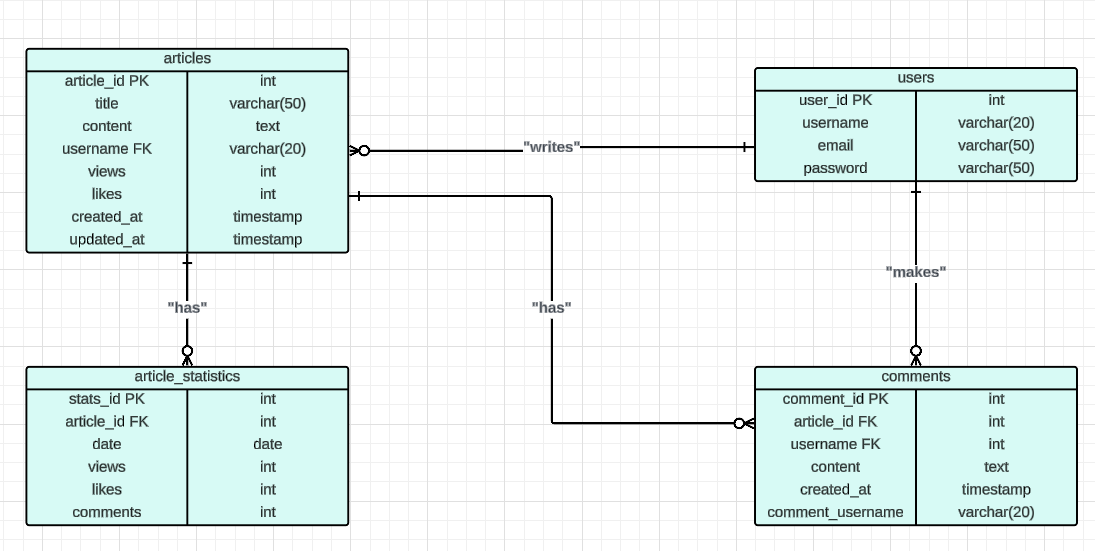 articles
article_id PK int
title varchar(50)
content text
username FK varchar(20)
views int
likes int
created_at timestamp
updated_at timestamp
users
user_id PK int
username varchar(20)
email varchar(50)
password varchar(50)
"writes"
"makes"
"has"
"has"
article_statistics
stats_id PK int
article_id FK int
date date
views int
likes int
comments int
comments
comment_id PK int
article_id FK int
username FK int
content text
created_at timestamp
comment_username varchar(20)